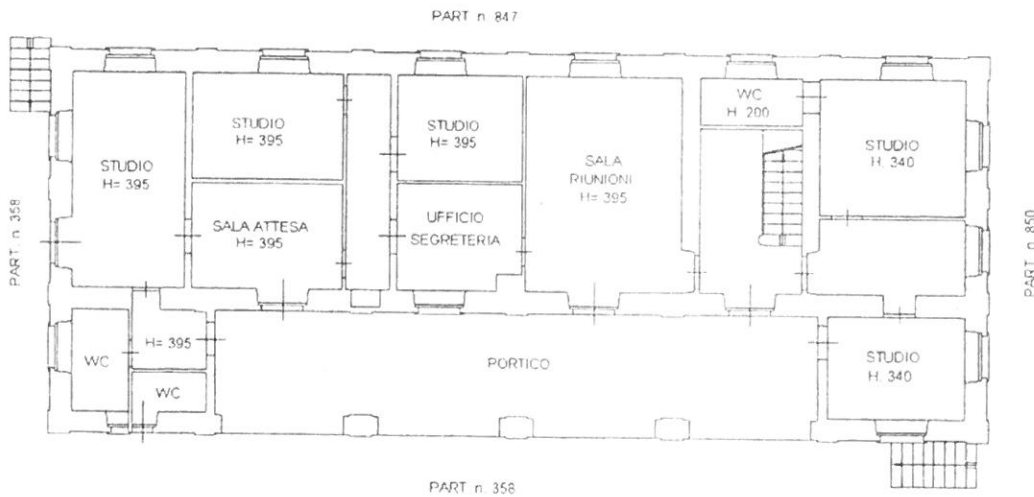 PART n. 847
WC
H. 200
STUDIO
H= 395
STUDIO
H= 395
STUDIO
H. 340
STUDIO
H= 395
SALA
RIUNIONI
H= 395
PART. n. 358
SALA ATTESA
H= 395
UFFICIO
SEGRETERIA
PART. n. 850
H= 395
WC
PORTICO
STUDIO
H. 340
WC
PART n. 358